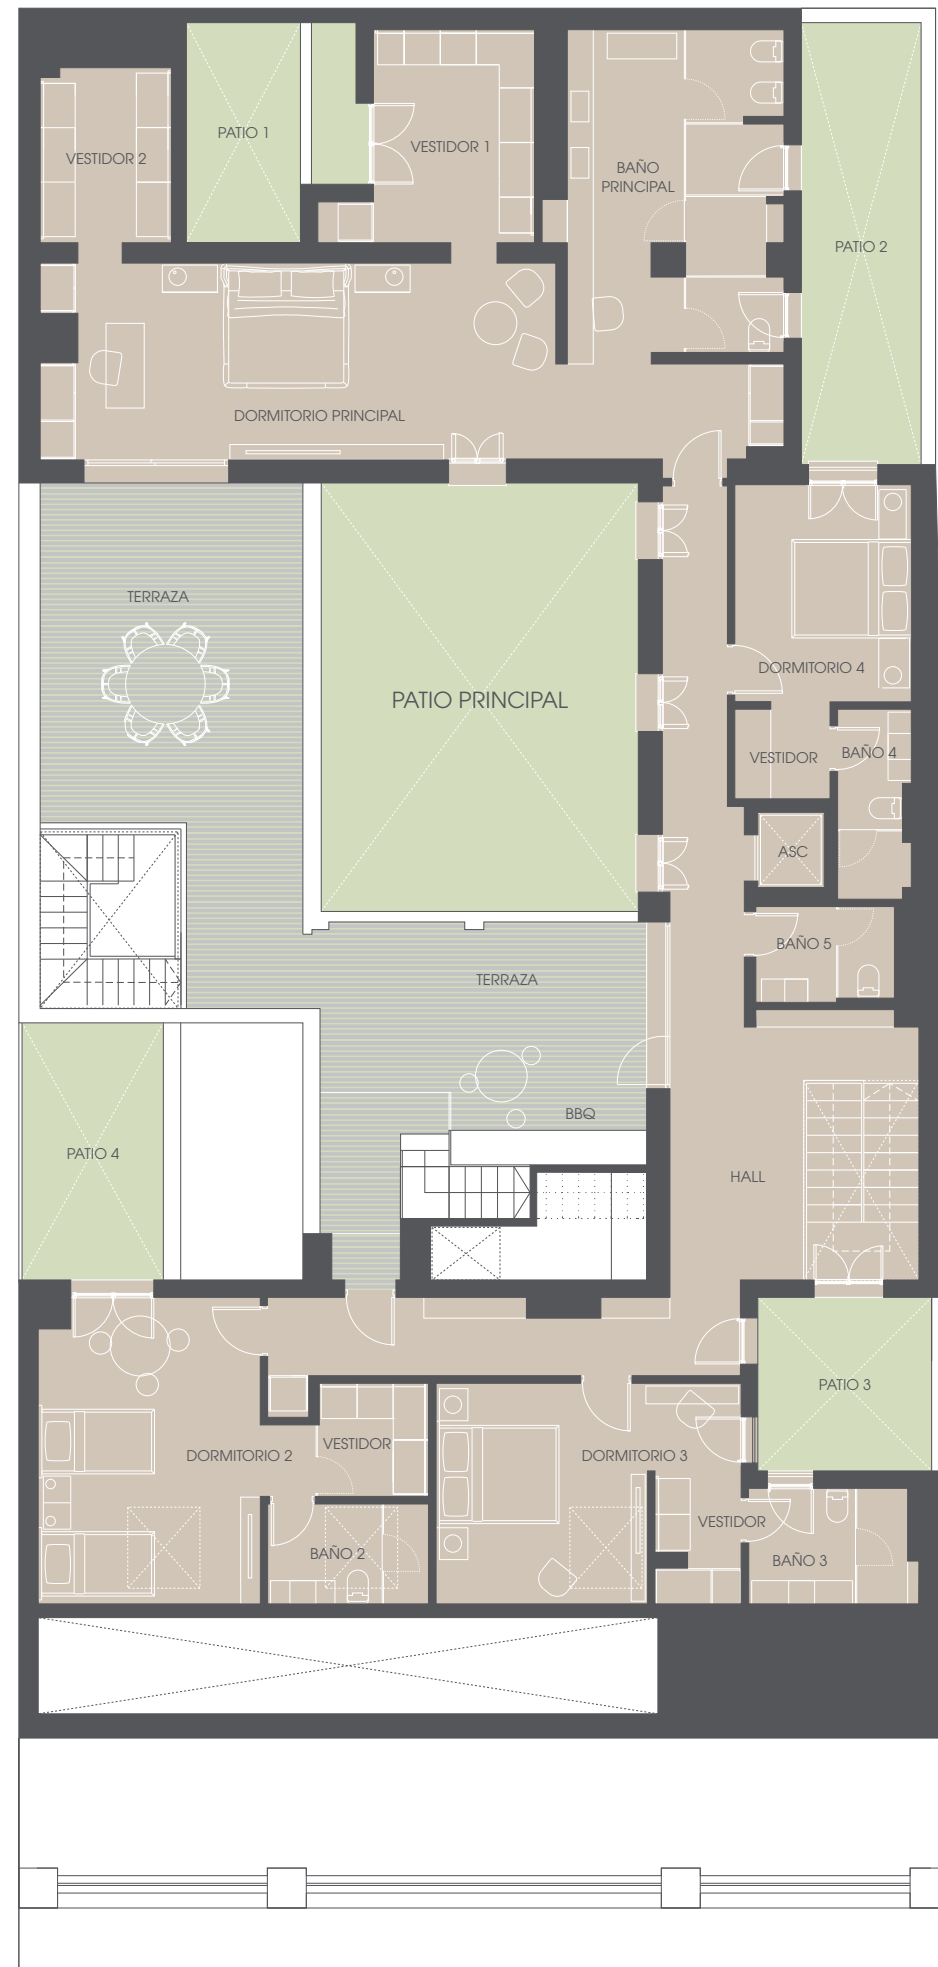 PATIO 1
VESTIDOR 1
VESTIDOR 2
BAÑO
PRINCIPAL
PATIO 2
DORMITORIO PRINCIPAL
TERRAZA
DORMITORIO 4
PATIO PRINCIPAL
BAÑO 4
VESTIDOR
ASC
BAÑO 5
TERRAZA
BBQ
PATIO 4
HALL
PATIO 3
VESTIDOR
DORMITORIO 2
DORMITORIO 3
VESTIDOR
BAÑO 2
BAÑO 3